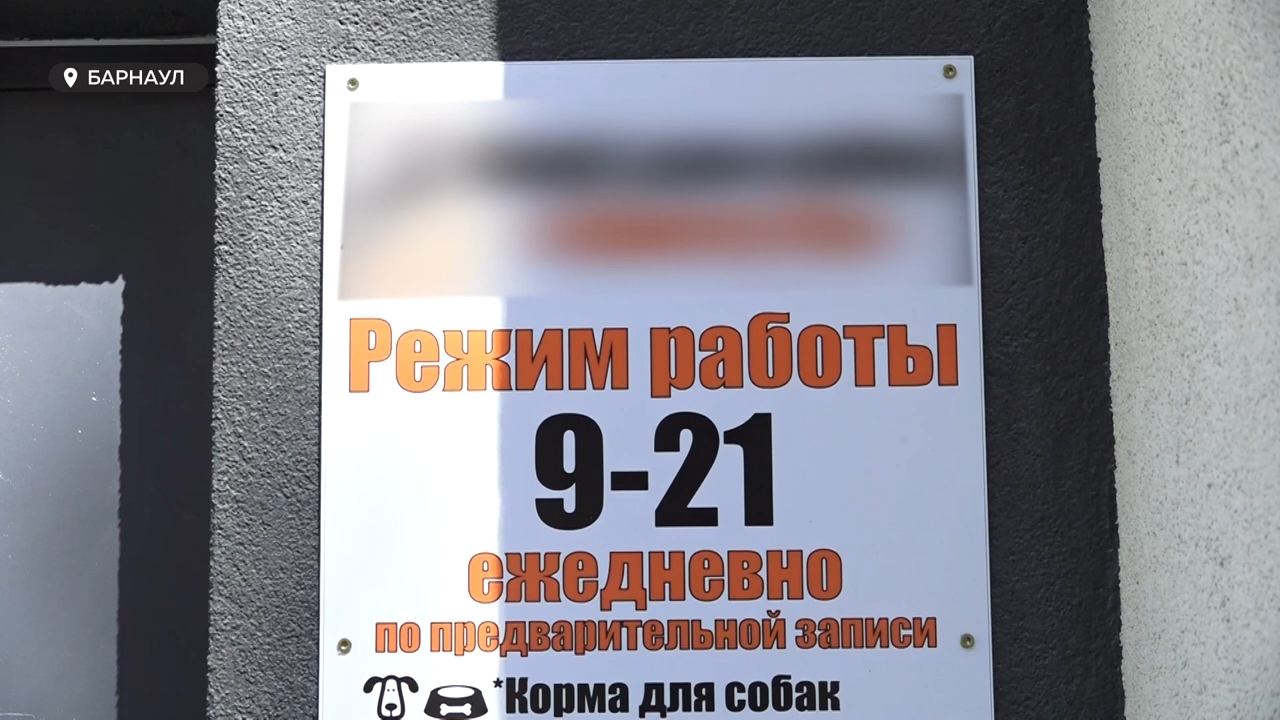 БАРНАУЛ
Режим работы
9-21
ежедневно
по предварительной записи
*Корма для собак